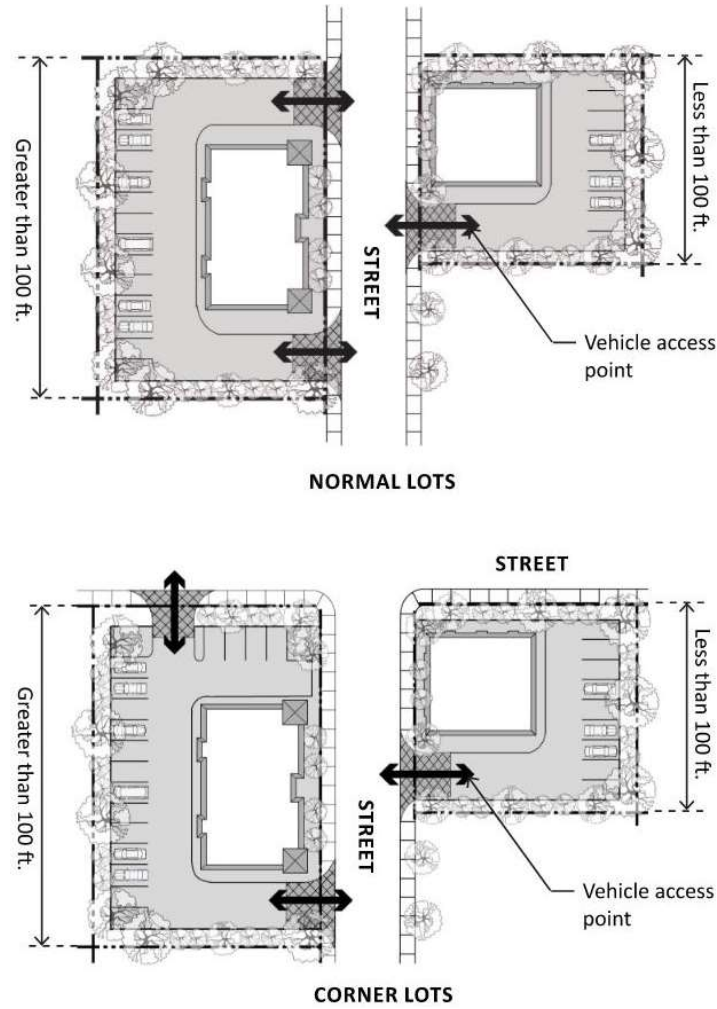 Greater than 100 ft.
STREET
Less than 100 ft.
Vehicle access
point
NORMAL LOTS
STREET
Greater than 100 ft.
STREET
Less than 100 ft.
Vehicle access
point
CORNER LOTS